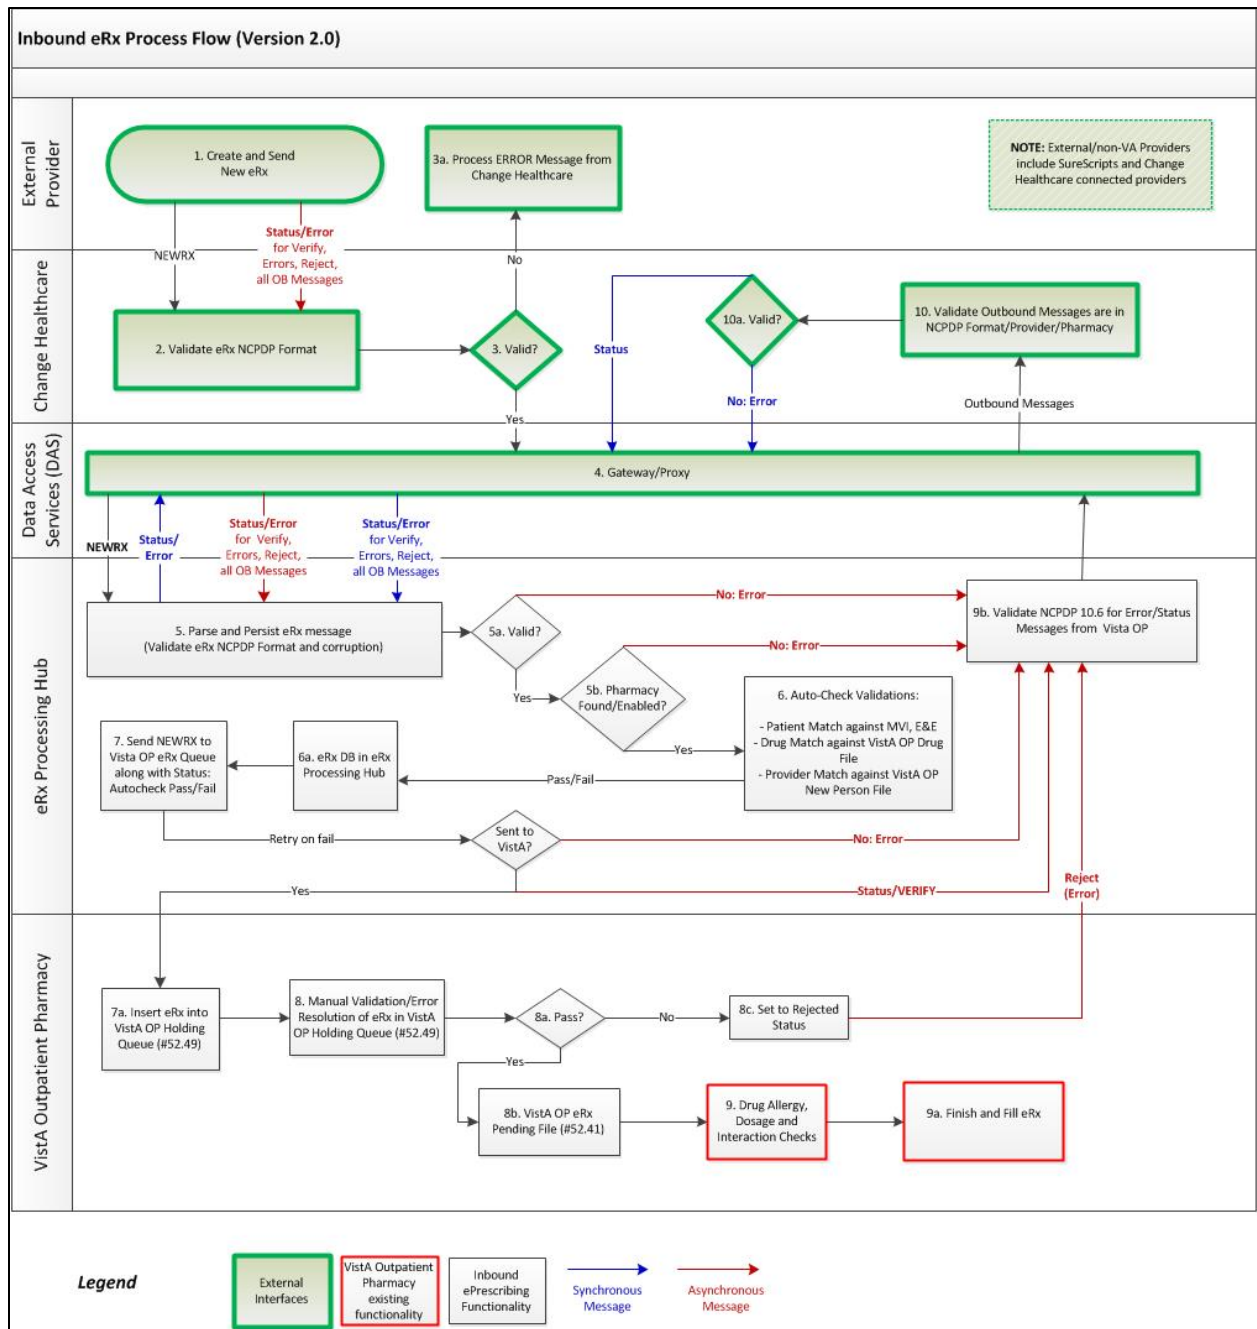 Inbound eRx Process Flow (Version 2.0)
External
Provider
1. Create and Send
New eRx
3a. Process ERROR Message from
Change Healthcare
NOTE: External/non-VA Providers
include SureScripts and Change
Healthcare connected providers
NEWRX
Status/Error
for Verify,
Errors, Reject,
all OB Messages
No
Change Healthcare
2. Validate eRx NCPDP Format
3. Valid?
Yes
Status
10a. Valid?
No: Error
10. Validate Outbound Messages are in
NCPDP Format/Provider/Pharmacy
Outbound Messages
Data Access
Services (DAS)
4. Gateway/Proxy
NEWRX
Status/
Error
Status/Error
for Verify,
Errors, Reject,
all OB Messages
Status/Error
for Verify,
Errors, Reject,
all OB Messages
eRx Processing Hub
5. Parse and Persist eRx message
(Validate eRx NCPDP Format and corruption)
5a. Valid?
No: Error
Yes
5b. Pharmacy
Found/Enabled?
No: Error
Yes
9b. Validate NCPDP 10.6 for Error/Status
Messages from Vista OP
6. Auto-Check Validations:
- Patient Match against MVI, E&E
- Drug Match against VistA OP Drug
File
- Provider Match against VistA OP
New Person File
Pass/Fail
6a. eRx DB in eRx
Processing Hub
7. Send NEWRX to
Vista OP eRx Queue
along with Status:
Autocheck Pass/Fail
Retry on fail
Sent to
VistA?
No: Error
Yes
Status/VERIFY
Reject
(Error)
VistA Outpatient Pharmacy
7a. Insert eRx into
VistA OP Holding
Queue (#52.49)
8. Manual Validation/Error
Resolution of eRx in VistA
OP Holding Queue (#52.49)
8a. Pass?
No
8c. Set to Rejected
Status
Yes
8b. VistA OP eRx
Pending File (#52.41)
9. Drug Allergy,
Dosage and
Interaction Checks
9a. Finish and Fill eRx
Legend
External
Interfaces
VistA Outpatient
Pharmacy
existing
functionality
Inbound
ePrescribing
Functionality
Synchronous
Message
Asynchronous
Message